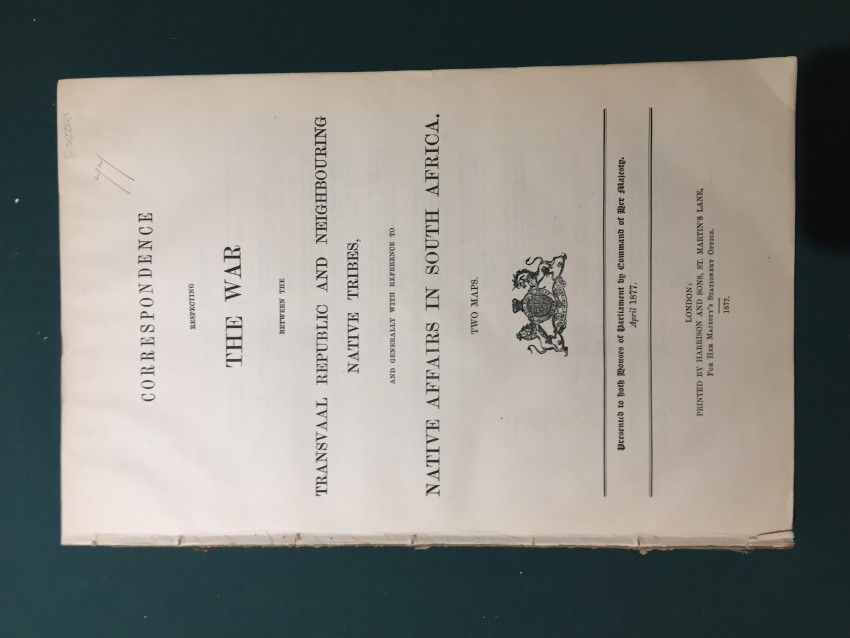 77
CORRESPONDENCE
RESPECTING
THE WAR
BETWEEN THE
TRANSVAAL REPUBLIC AND NEIGHBOURING
NATIVE TRIBES,
AND GENERALLY WITH REFERENCE TO
NATIVE AFFAIRS IN SOUTH AFRICA.
TWO MAPS.
Presented to both Houses of Parliament by Command of Her Majesty.
April 1877.
LONDON:
PRINTED BY HARRISON AND SONS, ST. MARTIN'S LANE,
FOR HER MAJESTY'S STATIONERY OFFICE.
1877.